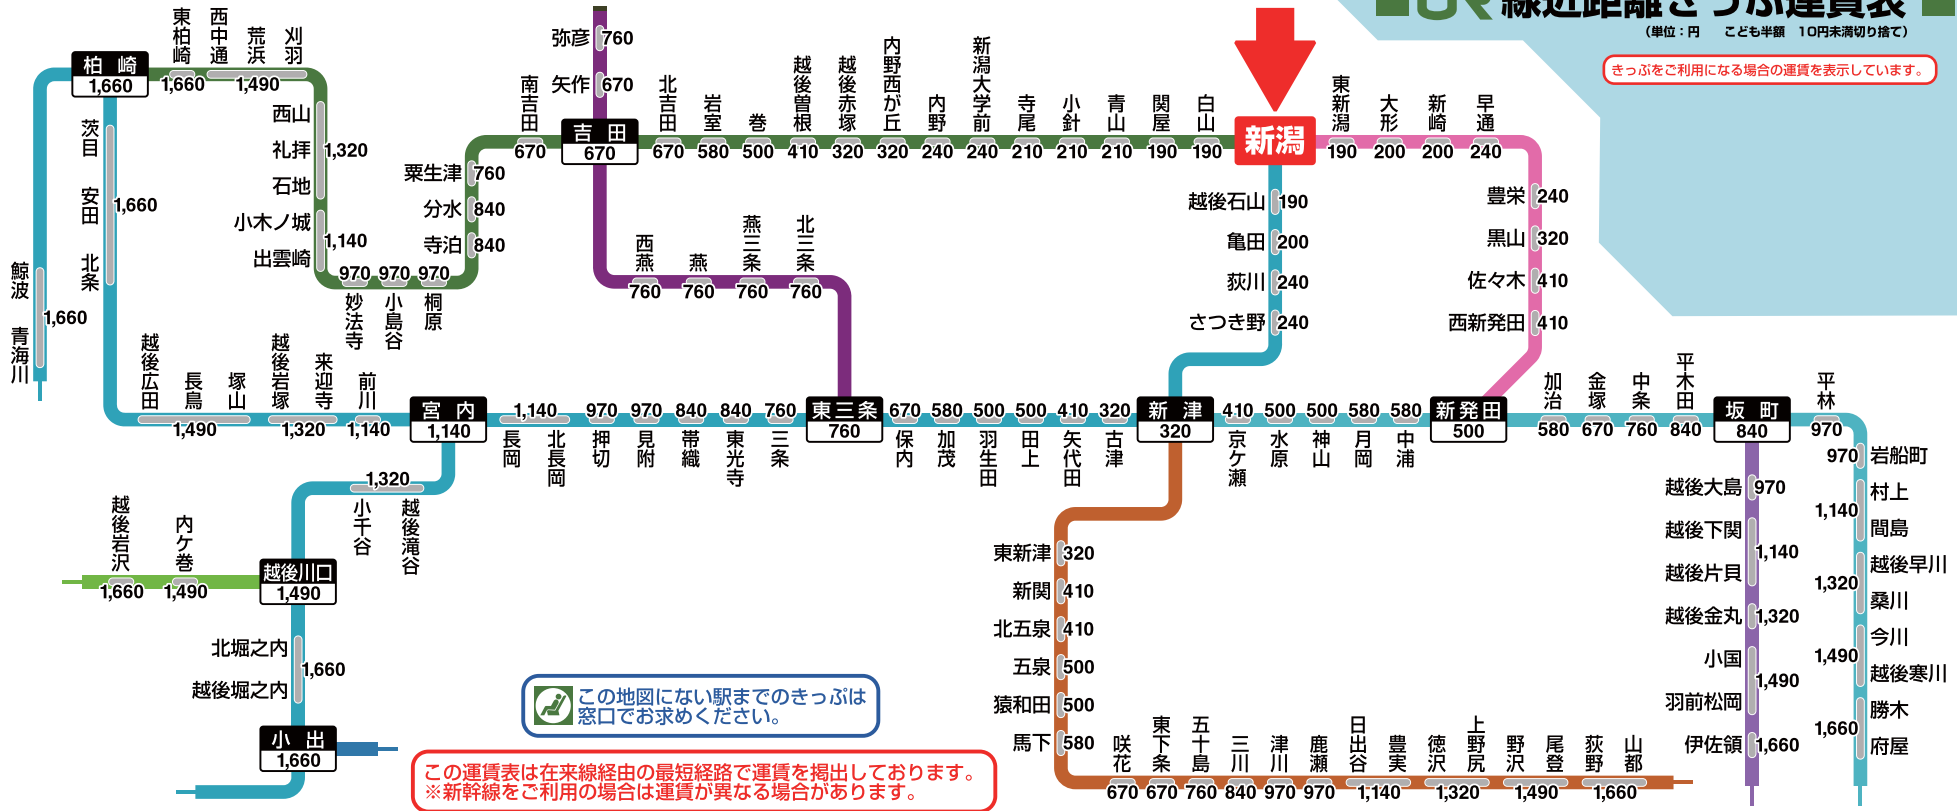 JR線近距離きっぷ運賃表
(単位：円　こども半額　10円未満切り捨て)
きっぷをご利用になる場合の運賃を表示しています。
柏崎
1,660
東柏崎
1,660
西中通
荒浜
1,490
刈羽
西山
礼拝
1,320
石地
小木ノ城
1,140
出雲崎
妙法寺
970
小島谷
970
桐原
970
寺泊
840
分水
840
粟生津
760
南吉田
670
吉田
670
弥彦
760
矢作
670
北吉田
670
岩室
580
巻
500
越後曽根
410
越後赤塚
320
内野西が丘
320
内野
240
新潟大学前
240
寺尾
210
小針
210
青山
210
関屋
190
白山
190
新潟
東新潟
190
大形
200
新崎
200
早通
240
豊栄
240
黒山
320
佐々木
410
西新発田
410
越後石山
190
亀田
200
荻川
240
さつき野
240
西燕
760
燕
760
燕三条
760
北三条
760
茨目
安田
1,660
北条
鯨波
1,660
青海川
越後広田
長鳥
1,490
塚山
越後岩塚
1,320
来迎寺
前川
1,140
宮内
1,140
1,140
長岡
北長岡
970
押切
970
見附
840
帯織
840
東光寺
760
三条
東三条
760
670
保内
580
加茂
500
羽生田
500
田上
410
矢代田
320
古津
新津
320
410
京ケ瀬
500
水原
500
神山
580
月岡
580
中浦
新発田
500
加治
580
金塚
670
中条
760
平木田
840
坂町
840
平林
970
970 岩船町
村上
1,140
間島
越後早川
1,320
桑川
今川
1,490
越後寒川
勝木
1,660
府屋
越後大島
970
越後下関
1,140
越後片貝
越後金丸
1,320
小国
1,490
羽前松岡
伊佐領
1,660
1,320
小千谷
越後滝谷
越後岩沢
1,660
内ケ巻
1,490
越後川口
1,490
北堀之内
1,660
越後堀之内
小出
1,660
東新津
320
新関
410
北五泉
410
五泉
500
猿和田
500
馬下
580
咲花
670
東下条
670
五十島
760
三川
840
津川
970
鹿瀬
970
日出谷
1,140
豊実
徳沢
1,320
上野尻
野沢
1,490
尾登
荻野
1,660
山都
この地図にない駅までのきっぷは
窓口でお求めください。
この運賃表は在来線経由の最短経路で運賃を掲出しております。
※新幹線をご利用の場合は運賃が異なる場合があります。